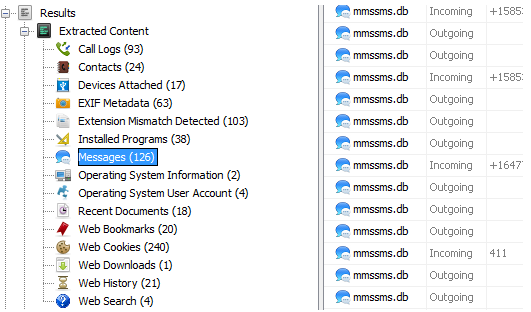 Results
Extracted Content
Call Logs (93)
Contacts (24)
Devices Attached (17)
EXIF Metadata (63)
Extension Mismatch Detected (103)
Installed Programs (38)
Messages (126)
Operating System Information (2)
Operating System User Account (4)
Recent Documents (18)
Web Bookmarks (20)
Web Cookies (240)
Web Downloads (1)
Web History (21)
Web Search (4)
mmssms.db Incoming +1585
mmssms.db Outgoing
mmssms.db Outgoing
mmssms.db Incoming +1585
mmssms.db Outgoing
mmssms.db Outgoing
mmssms.db Outgoing
mmssms.db Incoming +1647
mmssms.db Outgoing
mmssms.db Outgoing
mmssms.db Outgoing
mmssms.db Incoming 411
mmssms.db Outgoing
mmssms.db Outgoing